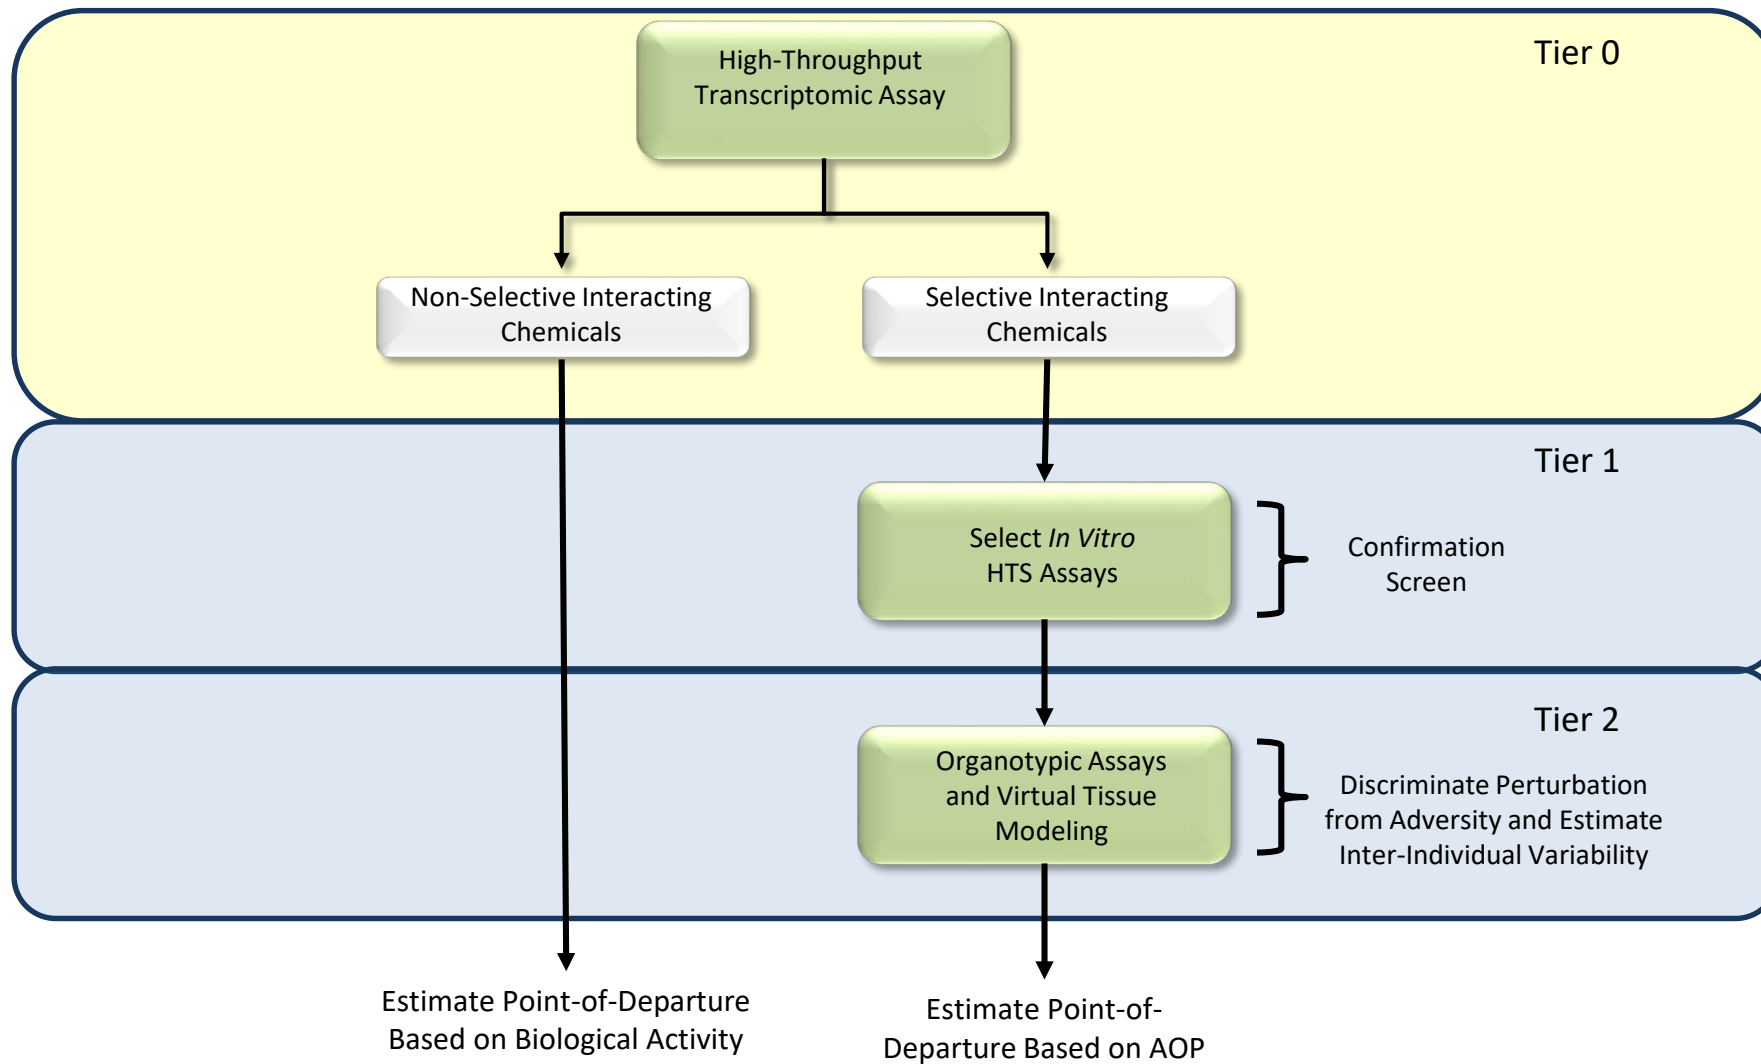 Tier 0
High-Throughput
Transcriptomic Assay
Non-Selective Interacting
Chemicals
Selective Interacting
Chemicals
Tier 1
Select In Vitro
HTS Assays
Confirmation
Screen
Tier 2
Organotypic Assays
and Virtual Tissue
Modeling
Discriminate Perturbation
from Adversity and Estimate
Inter-Individual Variability
Estimate Point-of-Departure
Based on Biological Activity
Estimate Point-of-
Departure Based on AOP